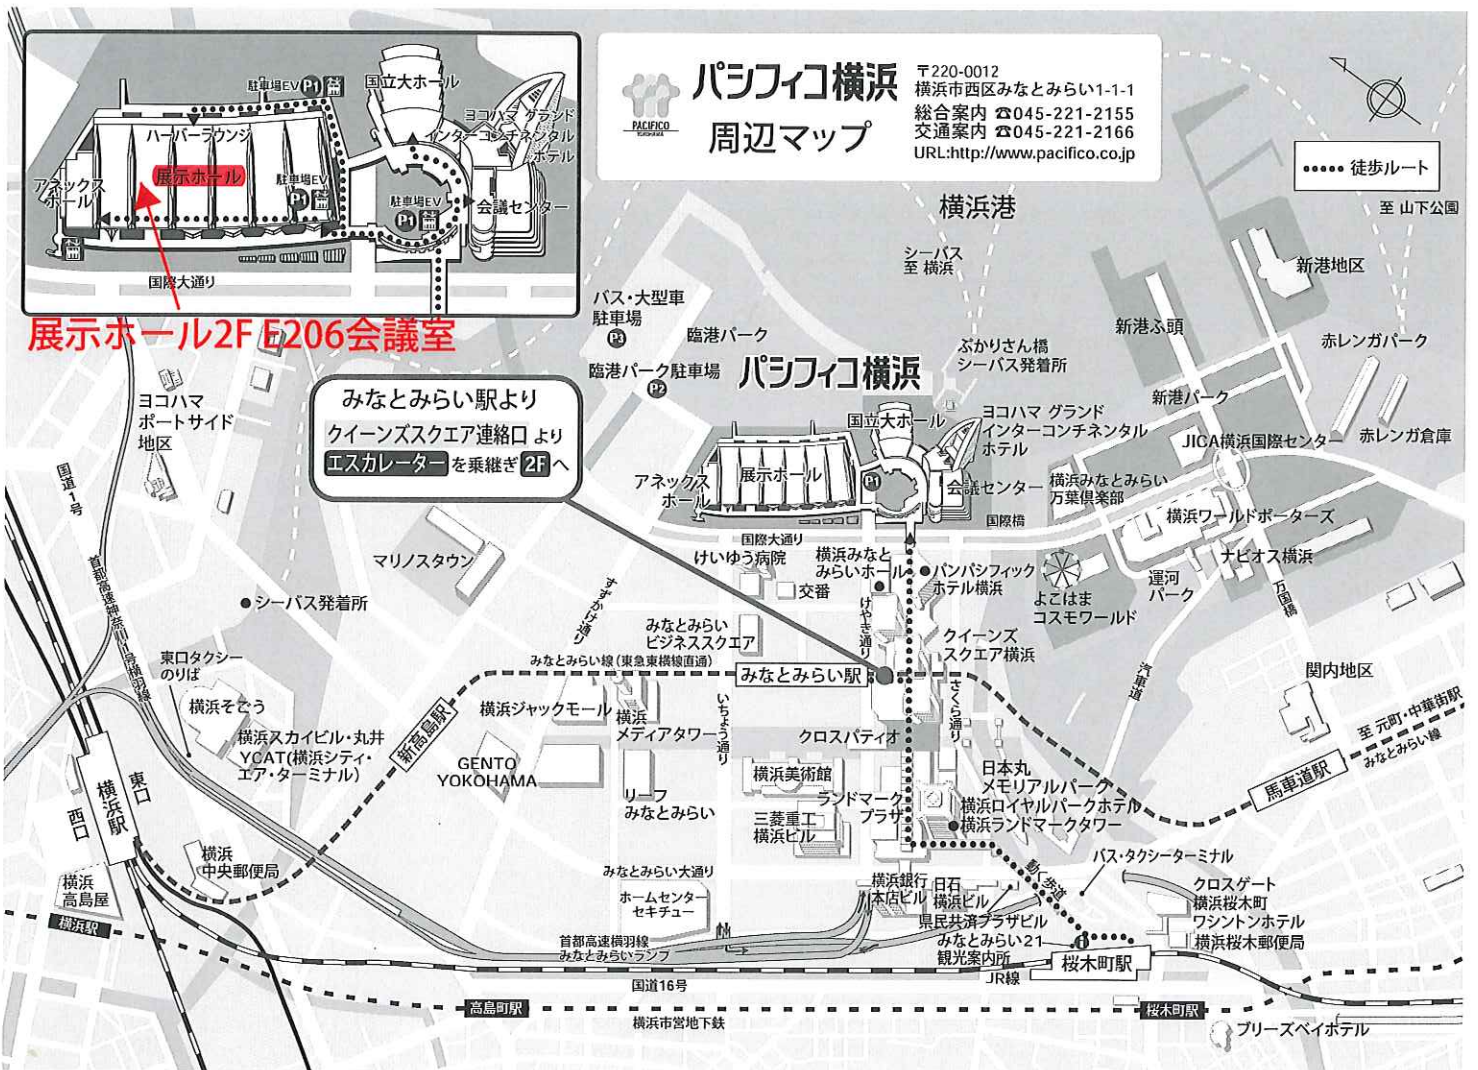 パシフィコ横浜
周辺マップ
PACIFICO
YOKOHAMA
〒220-0012
横浜市西区みなとみらい1-1-1
総合案内 ☎045-221-2155
交通案内 ☎045-221-2166
URL:http://www.pacifico.co.jp
徒歩ルート
至 山下公園
駐車場EV P1
国立大ホール
ヨコハマ グランド
インターコンチネンタル
ホテル
ハーバーラウンジ
展示ホール
アネックス
ホール
駐車場EV
P1
駐車場EV
P1
会議センター
国際大通り
展示ホール2F E206会議室
横浜港
シーバス
至 横浜
新港地区
新港ふ頭
赤レンガパーク
バス・大型車
駐車場
P3
臨港パーク
臨港パーク駐車場
P2
ぷかりさん橋
シーバス発着所
パシフィコ横浜
新港パーク
赤レンガ倉庫
JICA横浜国際センター
みなとみらい駅より
クイーンズスクエア連絡口 より
エスカレーター を乗継ぎ 2F へ
ヨコハマ
ポートサイド
地区
国道1号
国立大ホール
ヨコハマ グランド
インターコンチネンタル
ホテル
展示ホール
アネックス
ホール
P1
会議センター
横浜みなとみらい
万葉倶楽部
国際橋
横浜ワールドポーターズ
ナビオス横浜
国際大通り
けいゆう病院
横浜みなと
みらいホール
パンパシフィック
ホテル横浜
交番
よこはま
コスモワールド
運河
パーク
万国橋
マリノスタウン
すずかけ通り
けやき通り
シーバス発着所
首都高速神奈川1号横羽線
みなとみらい
ビジネススクエア
クイーンズ
スクエア横浜
汽車道
関内地区
東口タクシー
のりば
みなとみらい線(東急東横線直通)
みなとみらい駅
さくら通り
横浜そごう
横浜スカイビル・丸井
YCAT(横浜シティ・
エア・ターミナル)
新高島駅
横浜ジャックモール
横浜
メディアタワー
いちょう通り
クロスパティオ
至 元町・中華街駅
みなとみらい線
馬車道駅
GENTO
YOKOHAMA
リーフ
みなとみらい
横浜美術館
三菱重工
横浜ビル
ランドマーク
プラザ
日本丸
メモリアルパーク
横浜ロイヤルパークホテル
横浜ランドマークタワー
東口
横浜駅
西口
横浜
中央郵便局
横浜
高島屋
横浜駅
みなとみらい大通り
ホームセンター
セキチュー
横浜銀行
本店ビル
日石
横浜ビル
県民共済プラザビル
みなとみらい21
観光案内所
動く歩道
バス・タクシーターミナル
クロスゲート
横浜桜木町
ワシントンホテル
横浜桜木郵便局
首都高速横羽線
みなとみらいランプ
桜木町駅
JR線
国道16号
高島町駅
横浜市営地下鉄
桜木町駅
ブリーズベイホテル